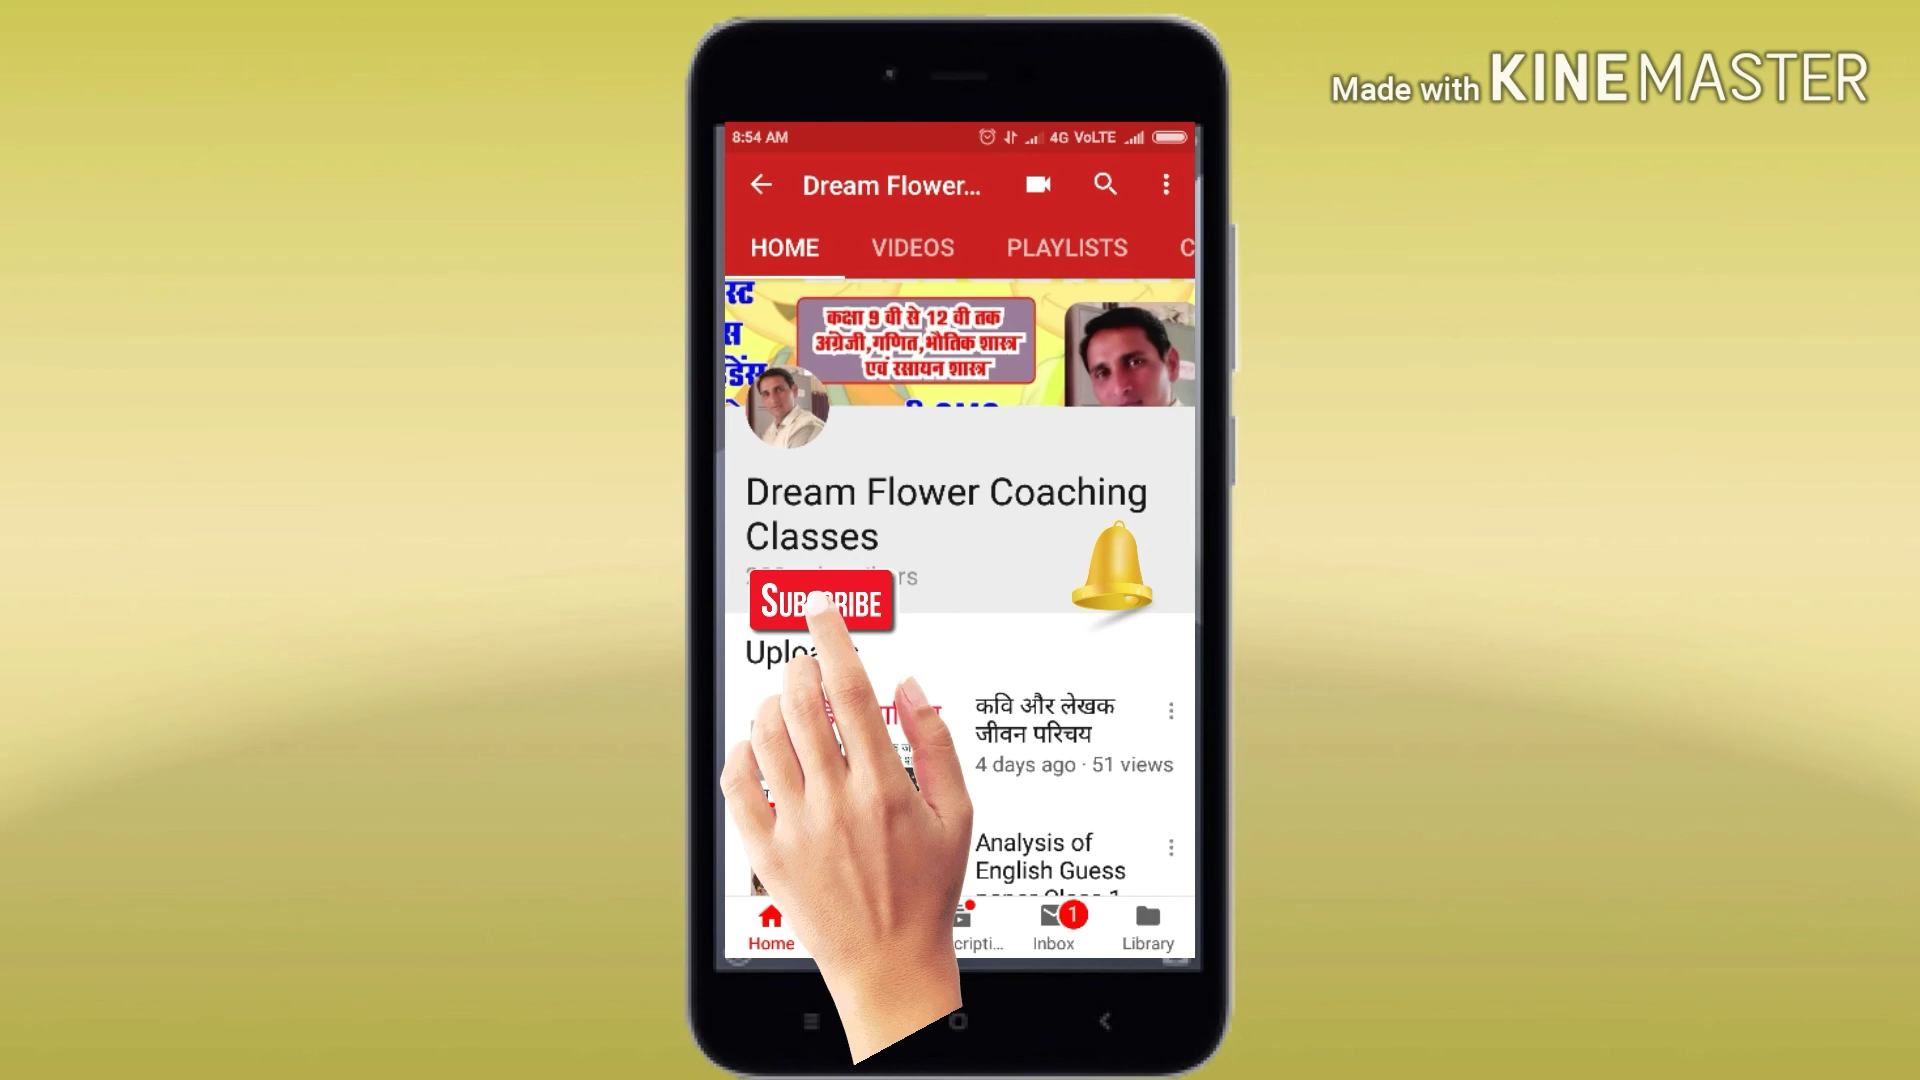 Made with KINEMASTER
8:54 AM 4G VoLTE
Dream Flower...
HOME VIDEOS PLAYLISTS C
कक्षा 9 वी से 12 वी तक
अंग्रेजी,गणित,भौतिक शास्त्र
एवं रसायन शास्त्र
Dream Flower Coaching
Classes
SUBSCRIBE
Uploads
कवि और लेखक
जीवन परिचय
4 days ago · 51 views
Analysis of
English Guess
Home
Inbox 1
Library